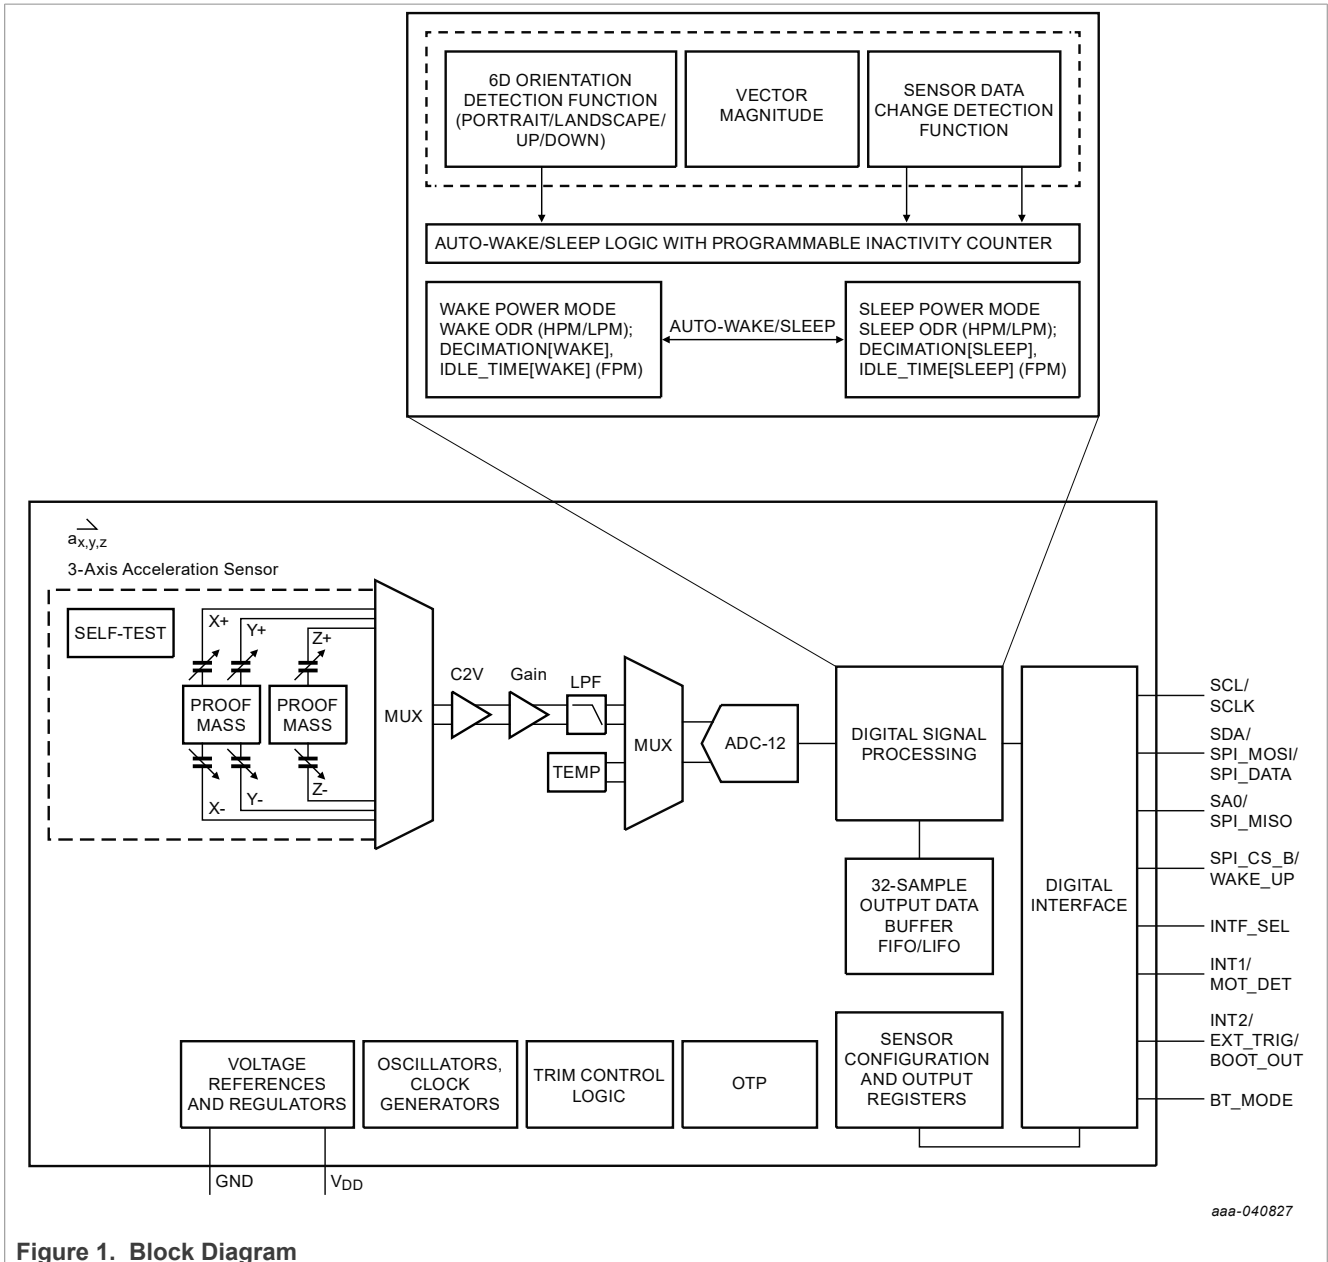 6D ORIENTATION
DETECTION FUNCTION
(PORTRAIT/LANDSCAPE/
UP/DOWN)
VECTOR
MAGNITUDE
SENSOR DATA
CHANGE DETECTION
FUNCTION
AUTO-WAKE/SLEEP LOGIC WITH PROGRAMMABLE INACTIVITY COUNTER
WAKE POWER MODE
WAKE ODR (HPM/LPM);
DECIMATION[WAKE],
IDLE_TIME[WAKE] (FPM)
AUTO-WAKE/SLEEP
SLEEP POWER MODE
SLEEP ODR (HPM/LPM);
DECIMATION[SLEEP],
IDLE_TIME[SLEEP] (FPM)
ax,y,z
3-Axis Acceleration Sensor
SELF-TEST
X+
Y+
Z+
PROOF
MASS
PROOF
MASS
X-
Y-
Z-
MUX
C2V
Gain
LPF
TEMP
MUX
ADC-12
DIGITAL SIGNAL
PROCESSING
32-SAMPLE
OUTPUT DATA
BUFFER
FIFO/LIFO
DIGITAL
INTERFACE
SCL/
SCLK
SDA/
SPI_MOSI/
SPI_DATA
SA0/
SPI_MISO
SPI_CS_B/
WAKE_UP
INTF_SEL
INT1/
MOT_DET
INT2/
EXT_TRIG/
BOOT_OUT
BT_MODE
VOLTAGE
REFERENCES
AND REGULATORS
OSCILLATORS,
CLOCK
GENERATORS
TRIM CONTROL
LOGIC
OTP
SENSOR
CONFIGURATION
AND OUTPUT
REGISTERS
GND
VDD
aaa-040827
Figure 1. Block Diagram